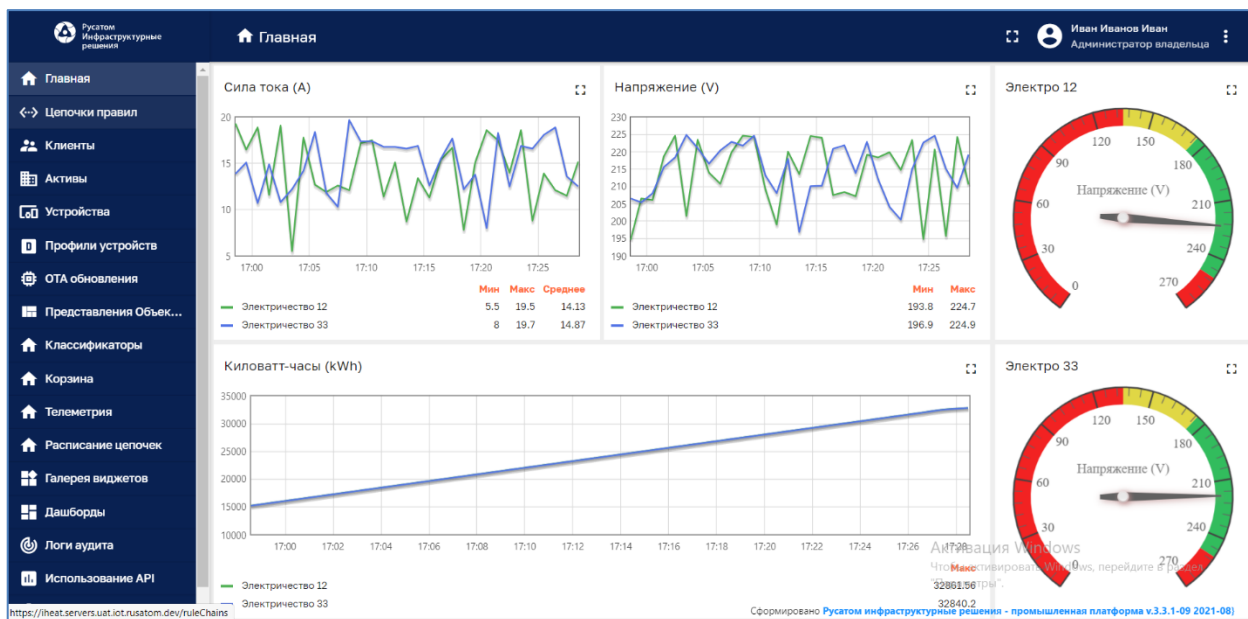 Русатом
Инфраструктурные
решения
Главная
Иван Иванов Иван
Администратор владельца
Главная
Цепочки правил
Клиенты
Активы
Устройства
Профили устройств
ОТА обновления
Представления Объек...
Классификаторы
Корзина
Телеметрия
Расписание цепочек
Галерея виджетов
Дашборды
Логи аудита
Использование API
https://iheat.servers.uat.iot.rusatom.dev/ruleChains
Сила тока (A)
20
15
10
5
17:00 17:05 17:10 17:15 17:20 17:25
Мин Макс Среднее
Электричество 12 5.5 19.5 14.13
Электричество 33 8 19.7 14.87
Напряжение (V)
230
225
220
215
210
205
200
195
190
17:00 17:05 17:10 17:15 17:20 17:25
Мин Макс
Электричество 12 193.8 224.7
Электричество 33 196.9 224.9
Электро 12
Напряжение (V)
0 30 60 90 120 150 180 210 240 270
Киловатт-часы (kWh)
35000
30000
25000
20000
15000
10000
17:00 17:02 17:04 17:06 17:08 17:10 17:12 17:14 17:16 17:18 17:20 17:22 17:24 17:26 17:28
Макс
Электричество 12 32861.56
Электричество 33 32840.2
Электро 33
Напряжение (V)
0 30 60 90 120 150 180 210 240 270
Активация Windows
Чтобы активировать Windows, перейдите в раздел
"Параметры".
Сформировано Русатом инфраструктурные решения - промышленная платформа v.3.3.1-09 2021-08)